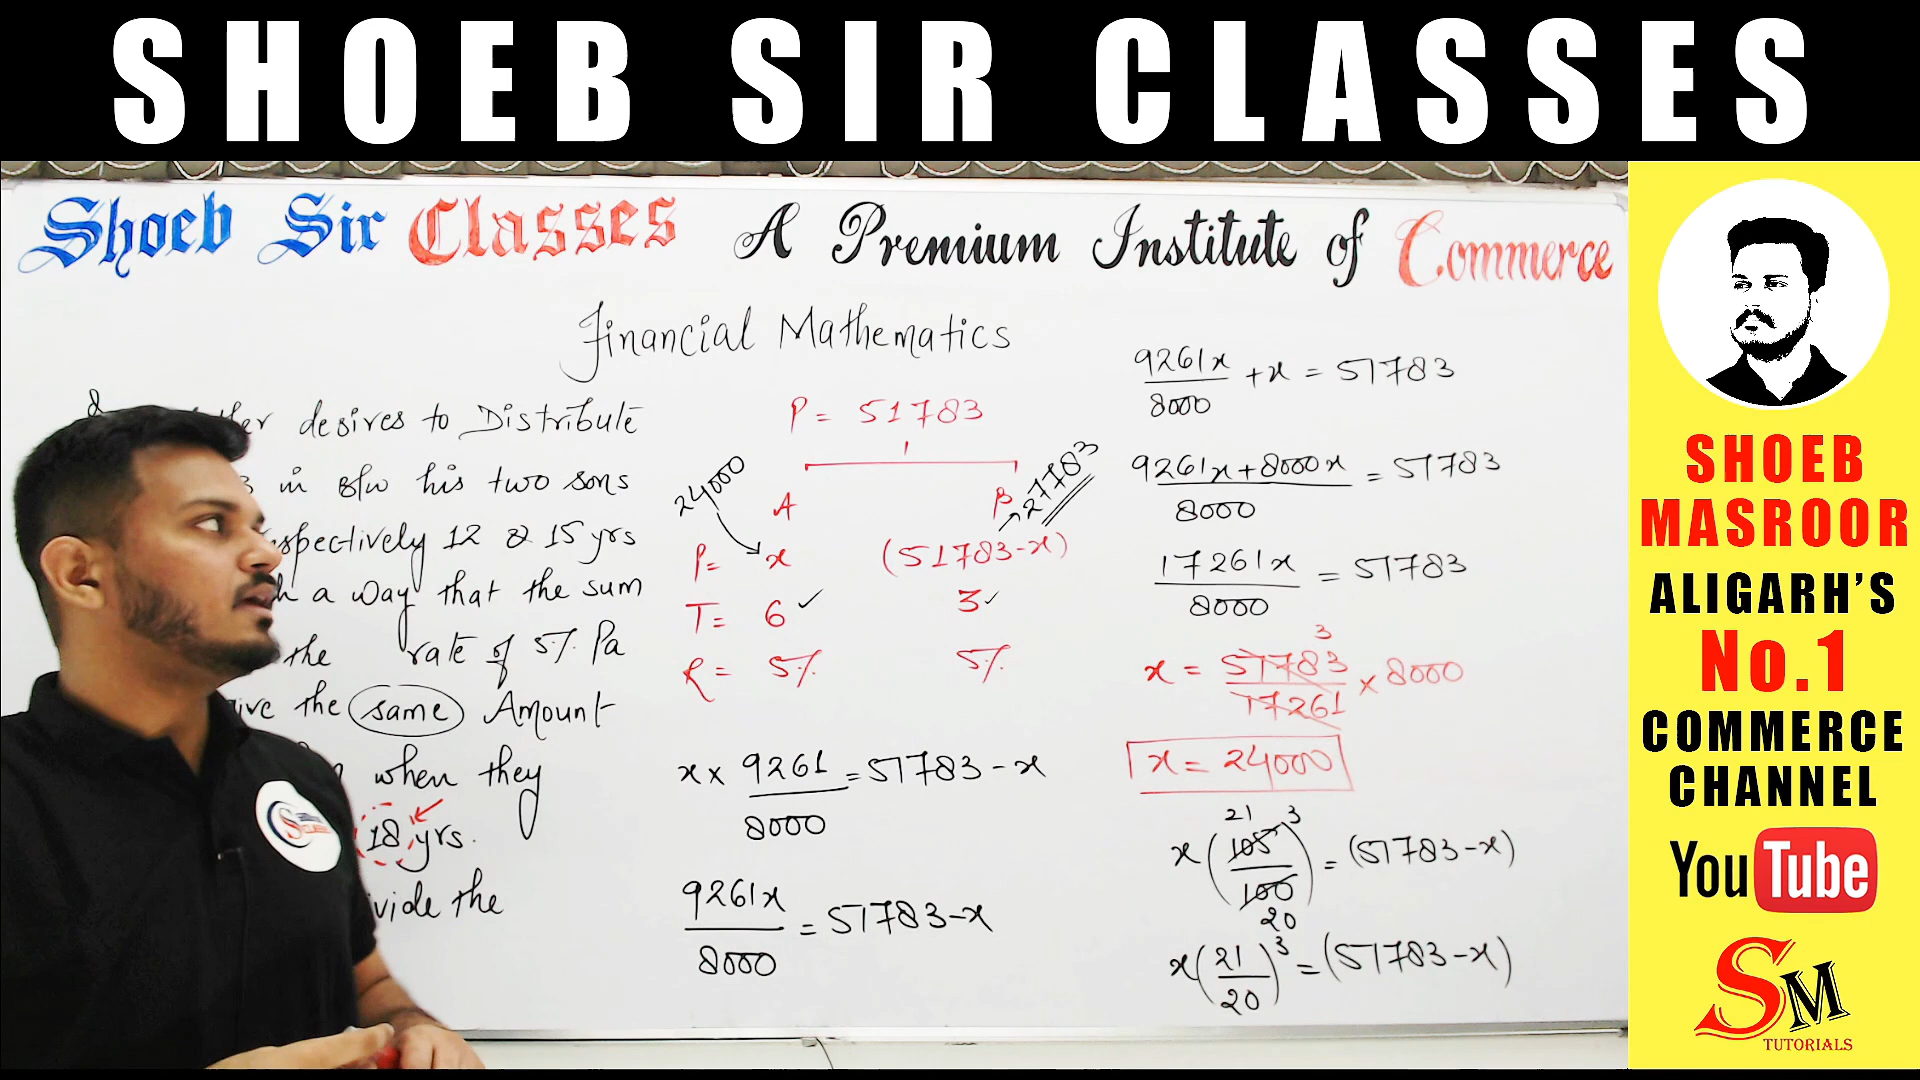 SHOEB SIR CLASSES
Shoeb Sir Classes A Premium Institute of Commerce
Financial Mathematics
desires to Distribute
in b/w his two sons
12 & 15 yrs
a way that the sum
the rate of 5% Pa
the same Amount
when they
18 yrs.
the
P = 51783
24000
27783
A B
P = x (51783-x)
T = 6 ✓ 3 ✓
R = 5% 5%
x × 9261/8000 = 51783 - x
9261x/8000 = 51783-x
9261x/8000 + x = 51783
9261x+8000x/8000 = 51783
17261x/8000 = 51783
3
x = 51783/17261 × 8000
x = 24000
21
x(105/100)³ = (51783-x)
20
x(21/20)³ = (51783-x)
SHOEB
MASROOR
ALIGARH'S
No.1
COMMERCE
CHANNEL
YouTube
SM
TUTORIALS